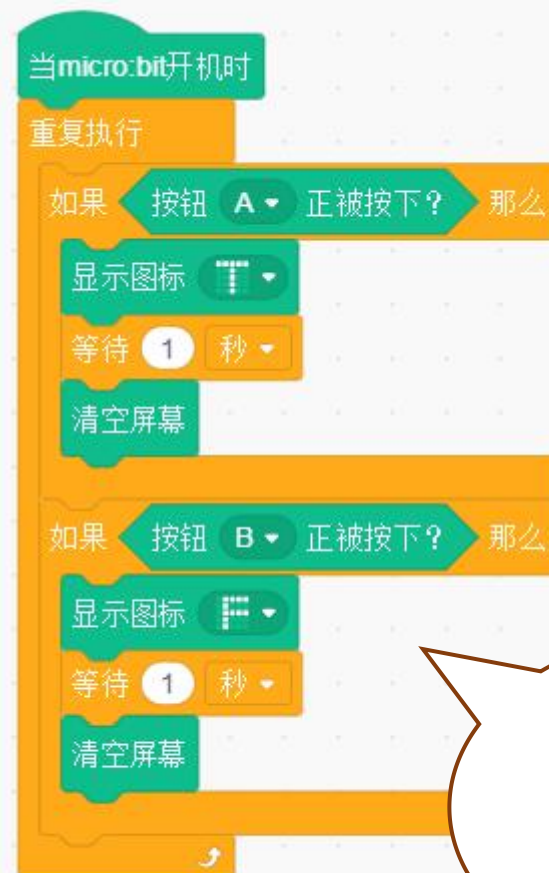 当micro:bit开机时
重复执行
如果 按钮 A 正被按下? 那么
显示图标
等待 1 秒
清空屏幕
如果 按钮 B 正被按下? 那么
显示图标
等待 1 秒
清空屏幕